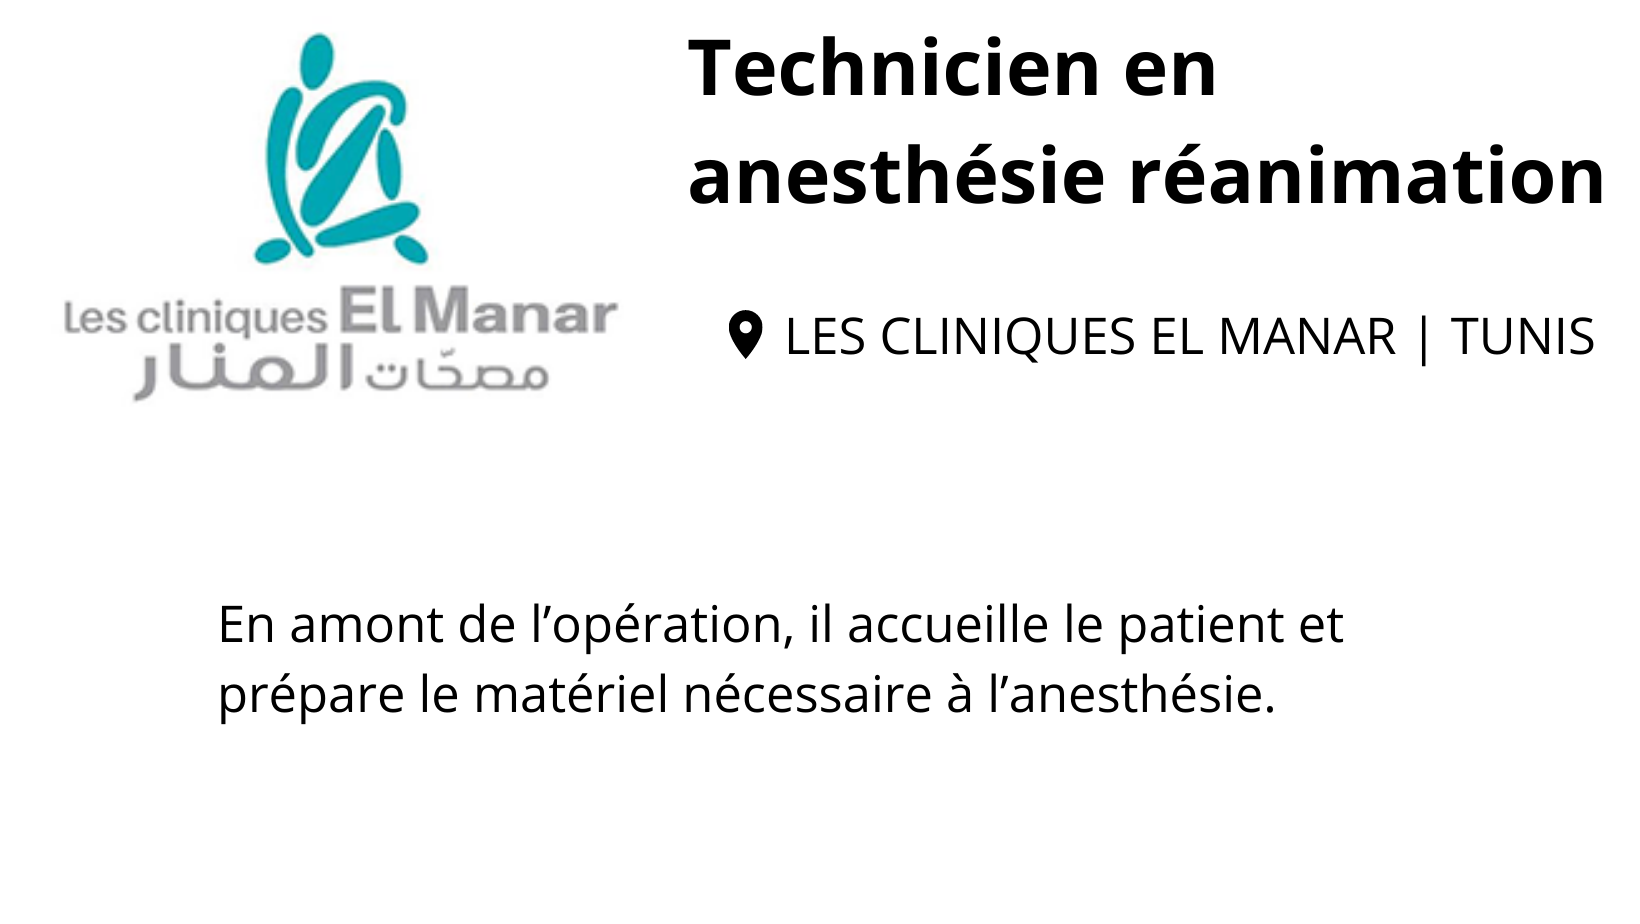 Les cliniques El Manar
مصحّات المنار
Technicien en
anesthésie réanimation
LES CLINIQUES EL MANAR | TUNIS
En amont de l’opération, il accueille le patient et
prépare le matériel nécessaire à l’anesthésie.